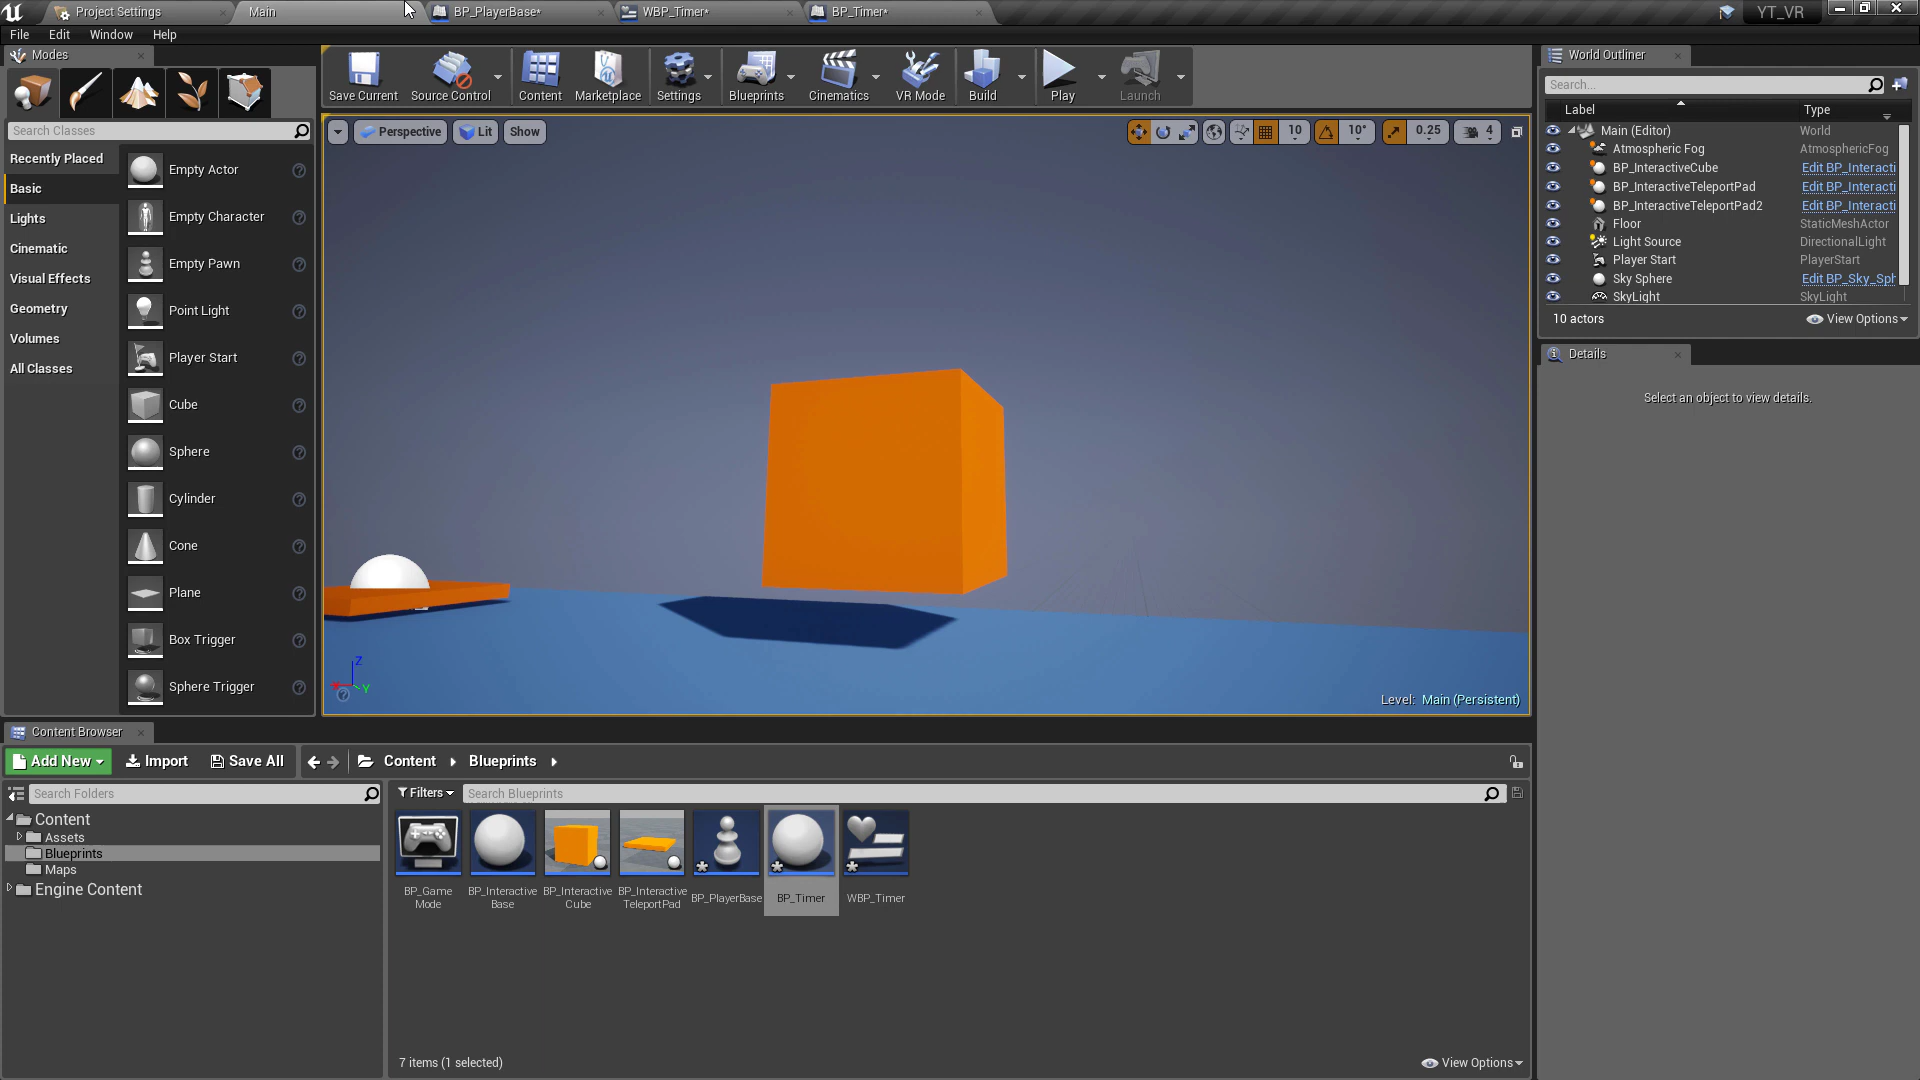 Project Settings
Main
BP_PlayerBase*
WBP_Timer*
BP_Timer*
YT_VR
File
Edit
Window
Help
Modes
Search Classes
Recently Placed
Basic
Lights
Cinematic
Visual Effects
Geometry
Volumes
All Classes
Empty Actor
Empty Character
Empty Pawn
Point Light
Player Start
Cube
Sphere
Cylinder
Cone
Plane
Box Trigger
Sphere Trigger
Save Current
Source Control
Content
Marketplace
Settings
Blueprints
Cinematics
VR Mode
Build
Play
Launch
Perspective
Lit
Show
10
10°
0.25
4
Z
Y
Level: Main (Persistent)
World Outliner
Search...
Label
Type
Main (Editor)
World
Atmospheric Fog
AtmosphericFog
BP_InteractiveCube
Edit BP_Interacti
BP_InteractiveTeleportPad
Edit BP_Interacti
BP_InteractiveTeleportPad2
Edit BP_Interacti
Floor
StaticMeshActor
Light Source
DirectionalLight
Player Start
PlayerStart
Sky Sphere
Edit BP_Sky_Sph
SkyLight
SkyLight
10 actors
View Options
Details
Select an object to view details.
Content Browser
Add New
Import
Save All
Content
Blueprints
Search Folders
Filters
Search Blueprints
Content
Assets
Blueprints
Maps
Engine Content
BP_Game
Mode
BP_Interactive
Base
BP_Interactive
Cube
BP_Interactive
TeleportPad
BP_PlayerBase
BP_Timer
WBP_Timer
7 items (1 selected)
View Options